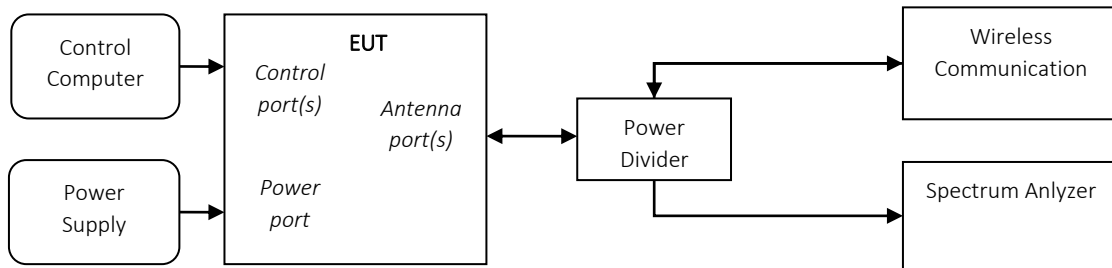 Control
Computer
Power
Supply
EUT
Control
port(s)
Antenna
port(s)
Power
port
Power
Divider
Wireless
Communication
Spectrum Anlyzer